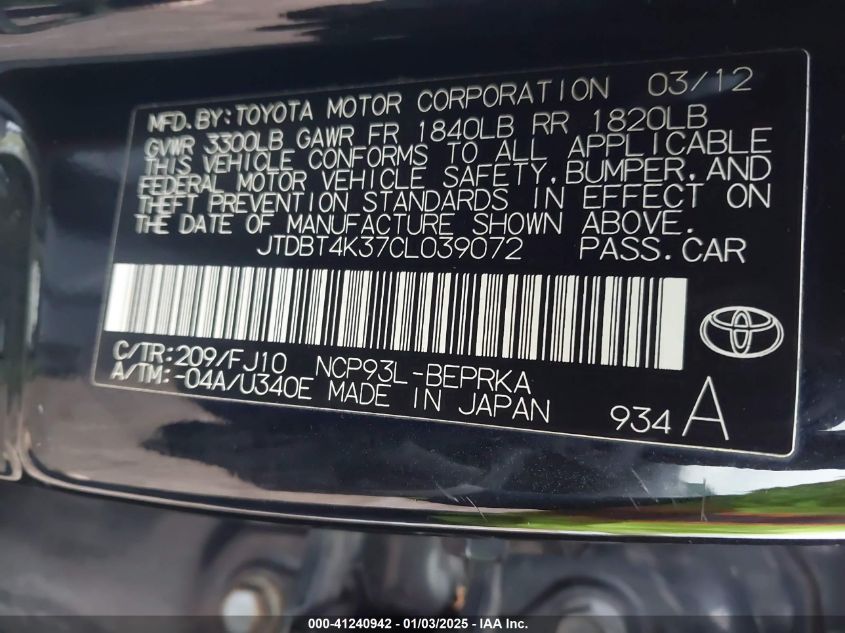 MFD.BY:TOYOTA MOTOR CORPORATION 03/12
GVWR 3300LB GAWR FR 1840LB RR 1820LB
THIS VEHICLE CONFORMS TO ALL APPLICABLE
FEDERAL MOTOR VEHICLE SAFETY, BUMPER, AND
THEFT PREVENTION STANDARDS IN EFFECT ON
THE DATE OF MANUFACTURE SHOWN ABOVE.
JTDBT4K37CL039072 PASS.CAR
C/TR:209/FJ10 NCP93L-BEPRKA
A/TM:-04A/U340E MADE IN JAPAN
934 A
000-41240942 - 01/03/2025 - IAA Inc.